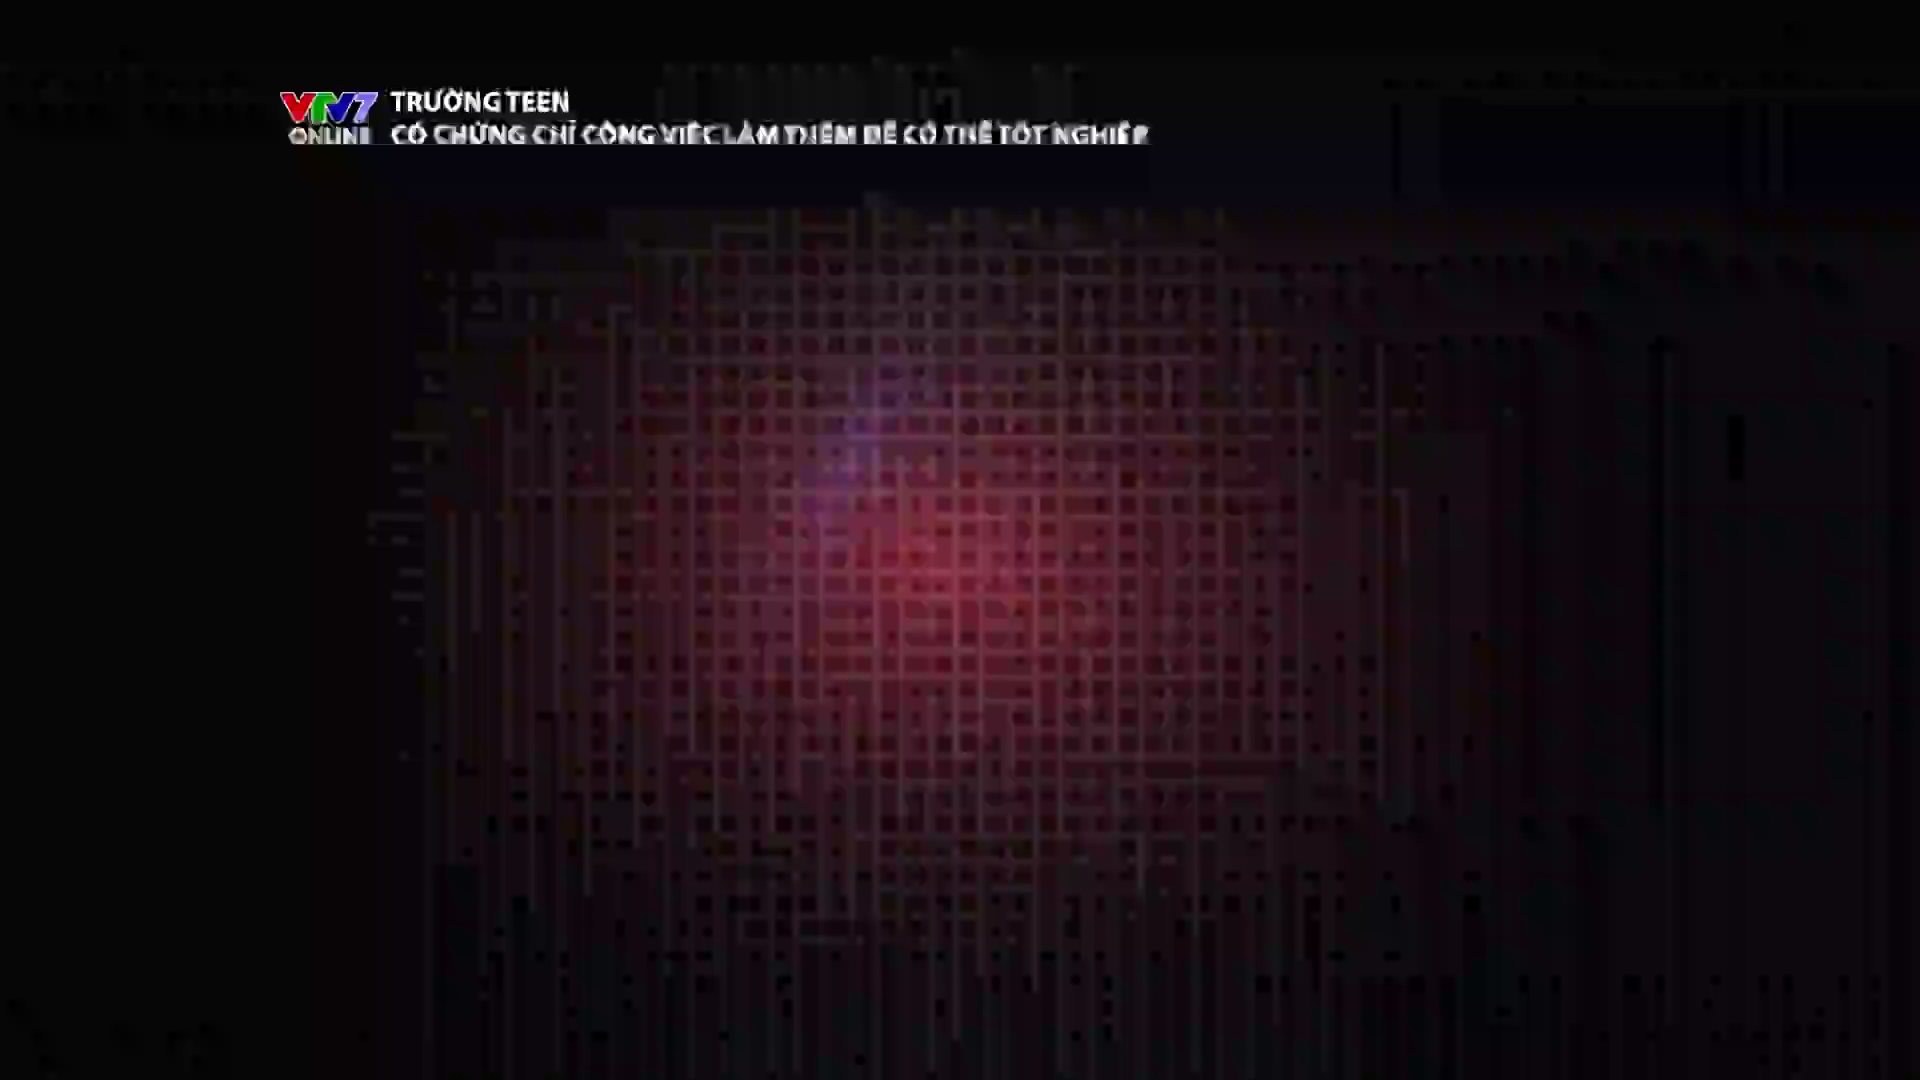 VTV7 TRƯỜNG TEEN
ONLINE CÓ CHỨNG CHỈ CÔNG VIỆC LÀM THÊM ĐỂ CÓ THỂ TỐT NGHIỆP